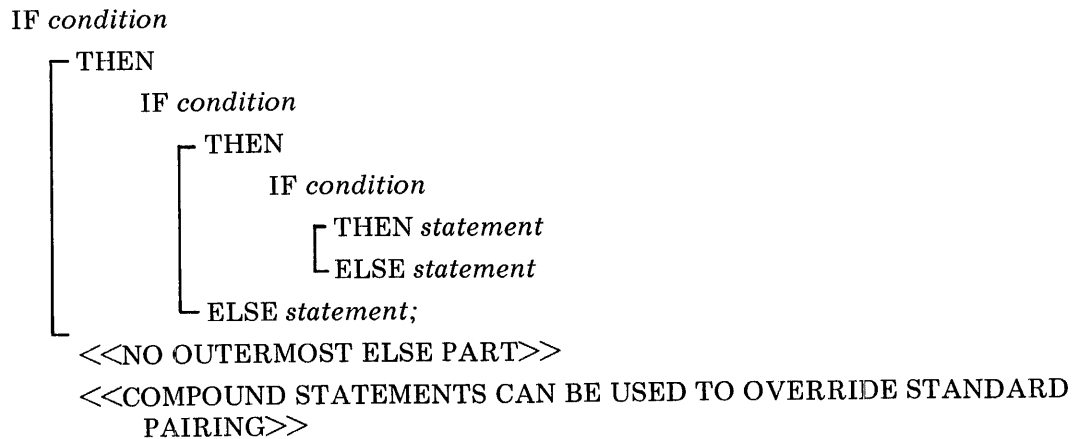 IF condition
THEN
IF condition
THEN
IF condition
THEN statement
ELSE statement
ELSE statement;
<<NO OUTERMOST ELSE PART>>
<<COMPOUND STATEMENTS CAN BE USED TO OVERRIDE STANDARD
PAIRING>>